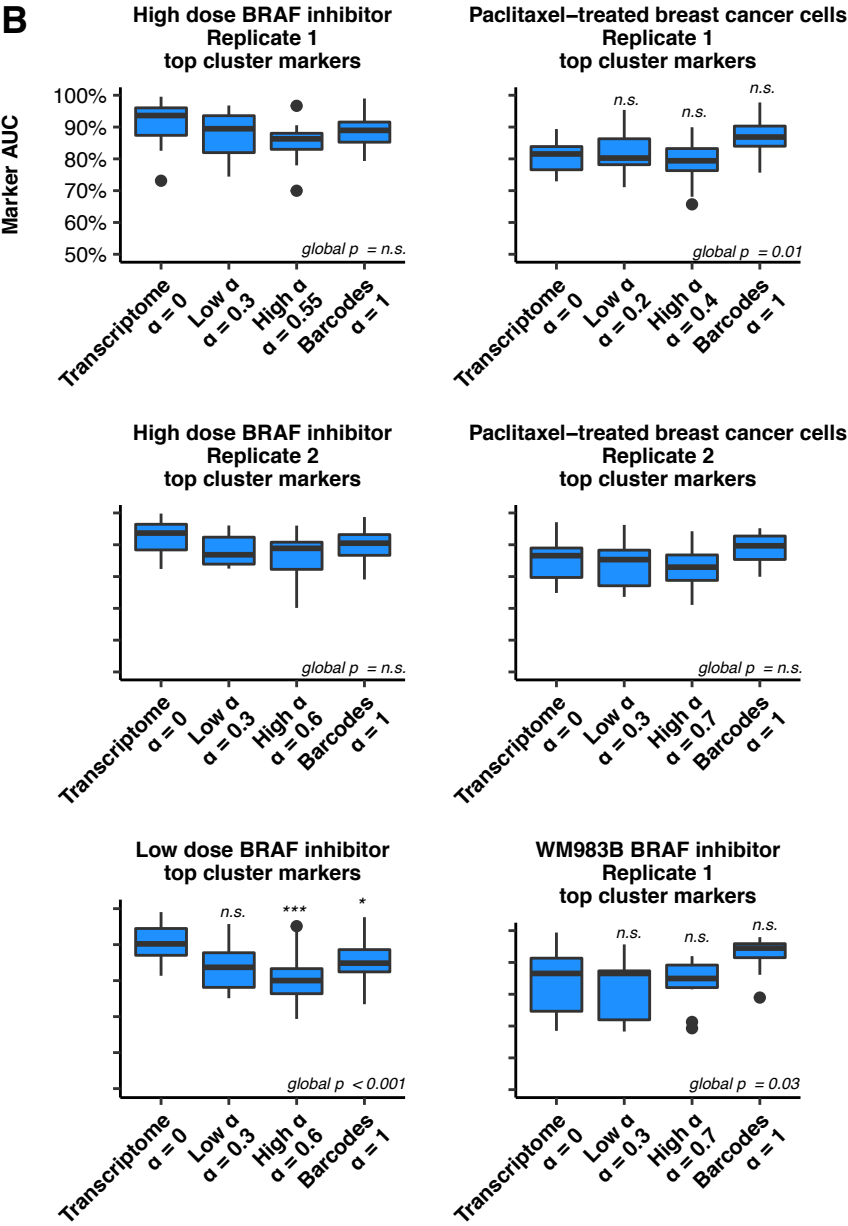 B
High dose BRAF inhibitor
Replicate 1
top cluster markers
Marker AUC
100%
90%
80%
70%
60%
50%
global p = n.s.
Transcriptome
α = 0
Low α
α = 0.3
High α
α = 0.55
Barcodes
α = 1
Paclitaxel–treated breast cancer cells
Replicate 1
top cluster markers
n.s.
n.s.
n.s.
global p = 0.01
Transcriptome
α = 0
Low α
α = 0.2
High α
α = 0.4
Barcodes
α = 1
High dose BRAF inhibitor
Replicate 2
top cluster markers
global p = n.s.
Transcriptome
α = 0
Low α
α = 0.3
High α
α = 0.6
Barcodes
α = 1
Paclitaxel–treated breast cancer cells
Replicate 2
top cluster markers
global p = n.s.
Transcriptome
α = 0
Low α
α = 0.3
High α
α = 0.7
Barcodes
α = 1
Low dose BRAF inhibitor
top cluster markers
n.s.
***
*
global p < 0.001
Transcriptome
α = 0
Low α
α = 0.3
High α
α = 0.6
Barcodes
α = 1
WM983B BRAF inhibitor
Replicate 1
top cluster markers
n.s.
n.s.
n.s.
global p = 0.03
Transcriptome
α = 0
Low α
α = 0.3
High α
α = 0.7
Barcodes
α = 1